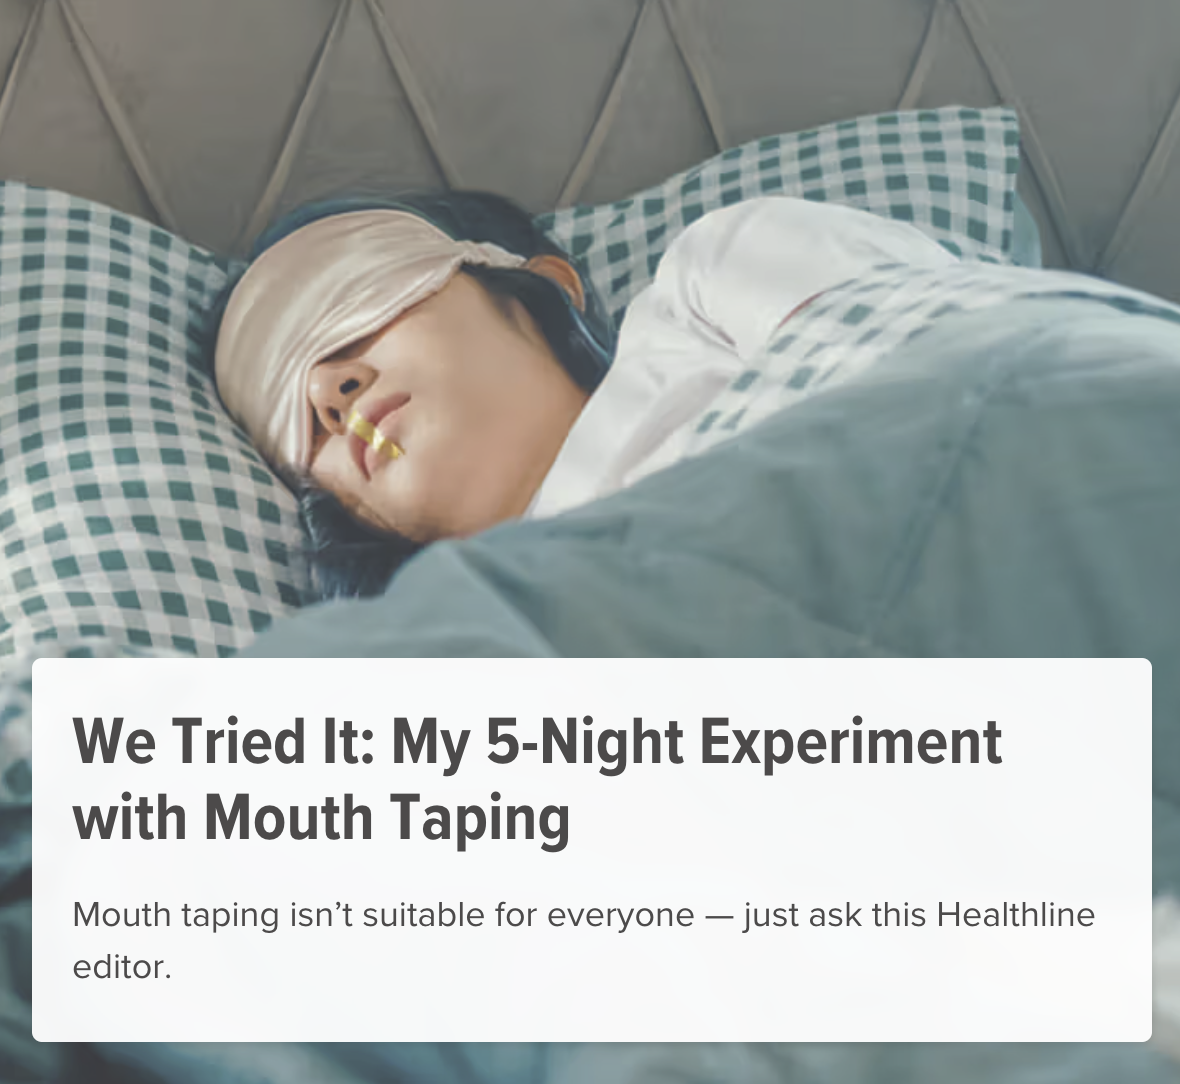 We Tried It: My 5-Night Experiment
with Mouth Taping
Mouth taping isn’t suitable for everyone — just ask this Healthline
editor.